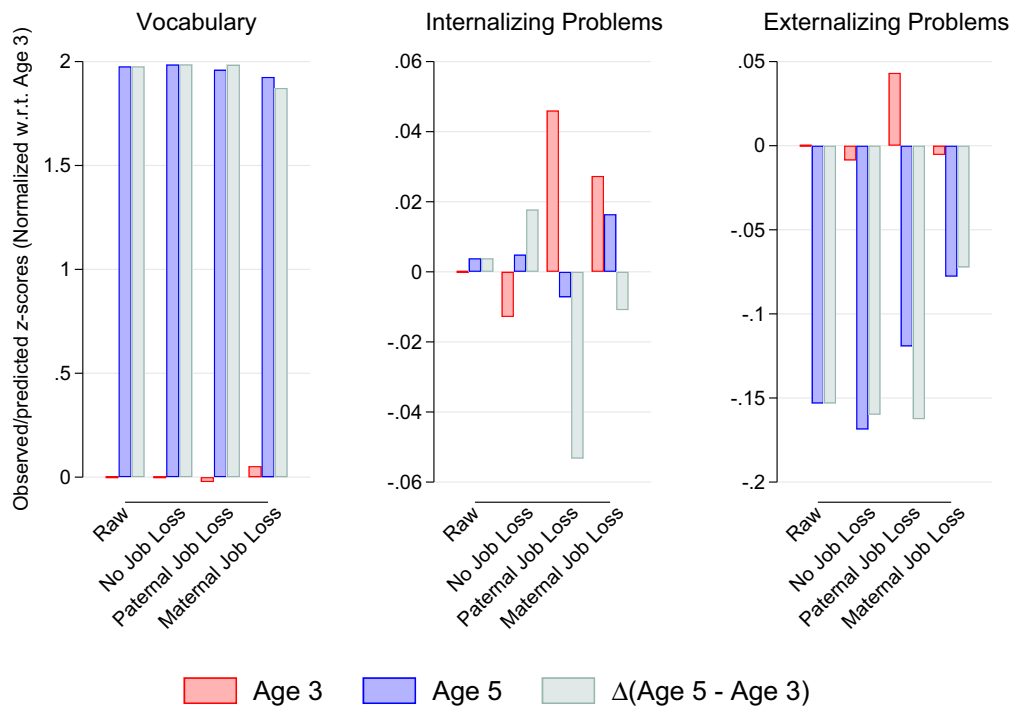 Vocabulary
Internalizing Problems
Externalizing Problems
Observed/predicted z-scores (Normalized w.r.t. Age 3)
2
1.5
1
.5
0
Raw
No Job Loss
Paternal Job Loss
Maternal Job Loss
.06
.04
.02
0
-.02
-.04
-.06
Raw
No Job Loss
Paternal Job Loss
Maternal Job Loss
.05
0
-.05
-.1
-.15
-.2
Raw
No Job Loss
Paternal Job Loss
Maternal Job Loss
Age 3
Age 5
Δ(Age 5 - Age 3)